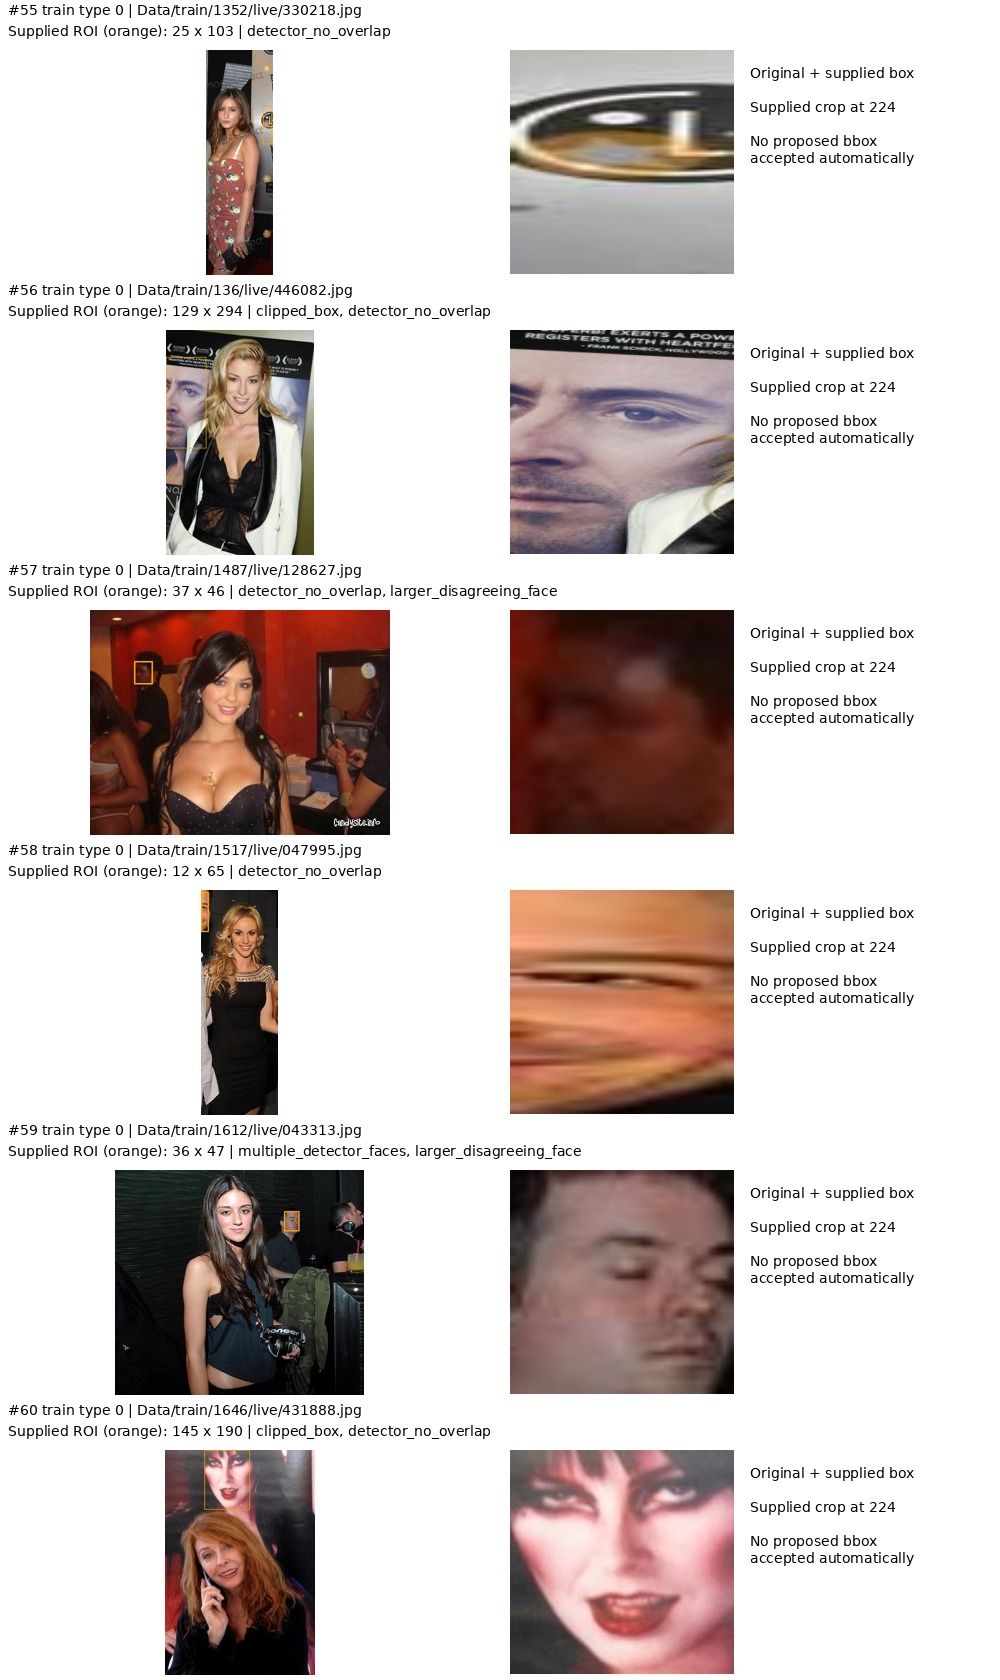 #55 train type 0 | Data/train/1352/live/330218.jpg
Supplied ROI (orange): 25 x 103 | detector_no_overlap
Original + supplied box
Supplied crop at 224
No proposed bbox
accepted automatically
#56 train type 0 | Data/train/136/live/446082.jpg
Supplied ROI (orange): 129 x 294 | clipped_box, detector_no_overlap
REGISTERS WITH HEARTFE
- FRANK SCHECK, HOLLYWOOD
Original + supplied box
Supplied crop at 224
No proposed bbox
accepted automatically
#57 train type 0 | Data/train/1487/live/128627.jpg
Supplied ROI (orange): 37 x 46 | detector_no_overlap, larger_disagreeing_face
Candysite.info
Original + supplied box
Supplied crop at 224
No proposed bbox
accepted automatically
#58 train type 0 | Data/train/1517/live/047995.jpg
Supplied ROI (orange): 12 x 65 | detector_no_overlap
Original + supplied box
Supplied crop at 224
No proposed bbox
accepted automatically
#59 train type 0 | Data/train/1612/live/043313.jpg
Supplied ROI (orange): 36 x 47 | multiple_detector_faces, larger_disagreeing_face
Pioneer
Original + supplied box
Supplied crop at 224
No proposed bbox
accepted automatically
#60 train type 0 | Data/train/1646/live/431888.jpg
Supplied ROI (orange): 145 x 190 | clipped_box, detector_no_overlap
Original + supplied box
Supplied crop at 224
No proposed bbox
accepted automatically